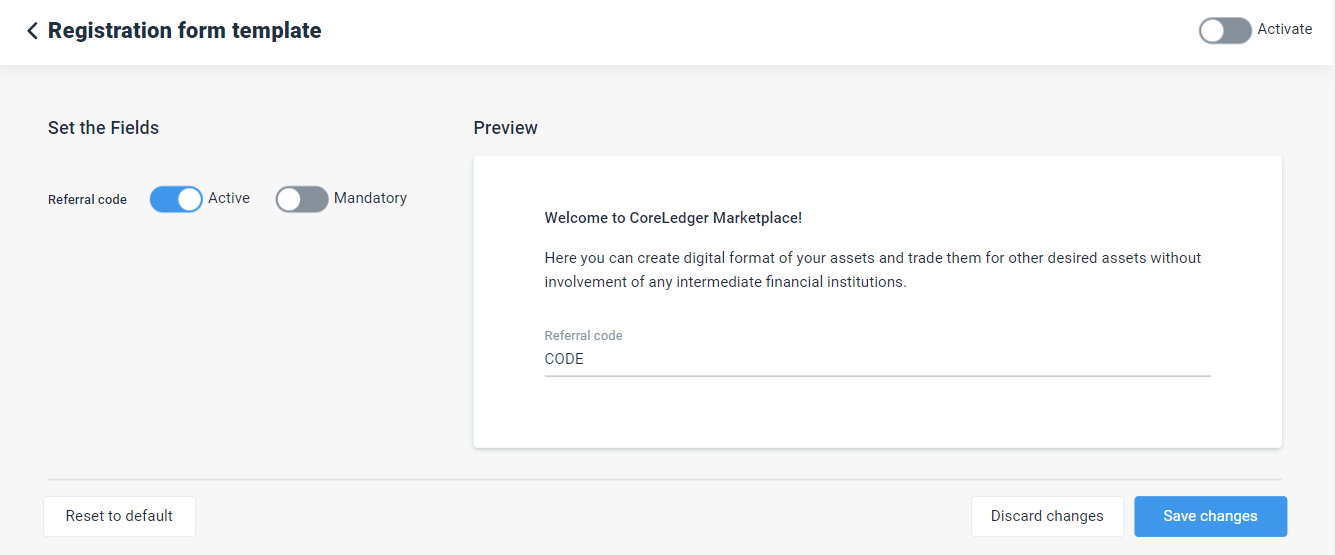 Registration form template
Activate
Set the Fields
Referral code
Active
Mandatory
Preview
Welcome to CoreLedger Marketplace!
Here you can create digital format of your assets and trade them for other desired assets without
involvement of any intermediate financial institutions.
Referral code
CODE
Reset to default
Discard changes
Save changes